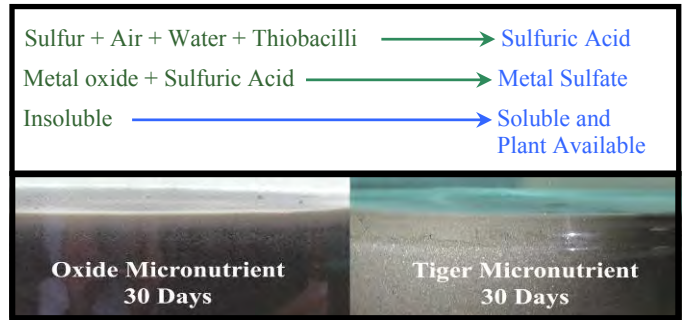 Sulfur + Air + Water + Thiobacilli → Sulfuric Acid
Metal oxide + Sulfuric Acid → Metal Sulfate
Insoluble → Soluble and
Plant Available
Oxide Micronutrient
30 Days
Tiger Micronutrient
30 Days